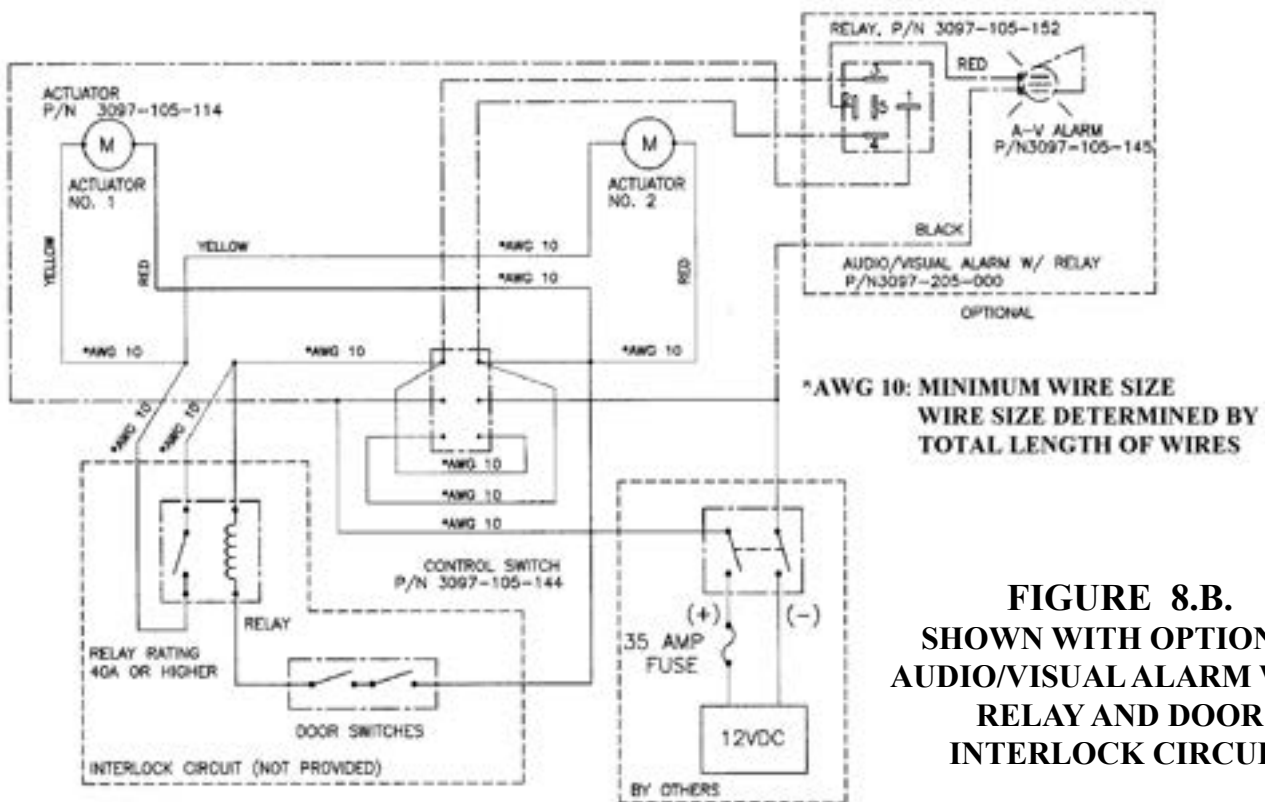 RELAY, P/N 3097-105-152
RED
3
2
5
1
4
A-V ALARM
P/N3097-105-145
BLACK
AUDIO/VISUAL ALARM W/ RELAY
P/N3097-205-000
OPTIONAL
ACTUATOR
P/N 3097-105-114
M
ACTUATOR
NO. 1
M
ACTUATOR
NO. 2
YELLOW
RED
YELLOW
*AWG 10
*AWG 10
RED
*AWG 10
*AWG 10
*AWG 10
*AWG 10
*AWG 10
*AWG 10
*AWG 10
*AWG 10
*AWG 10: MINIMUM WIRE SIZE
WIRE SIZE DETERMINED BY
TOTAL LENGTH OF WIRES
CONTROL SWITCH
P/N 3097-105-144
RELAY
RELAY RATING
40A OR HIGHER
DOOR SWITCHES
INTERLOCK CIRCUIT (NOT PROVIDED)
(+)
(-)
35 AMP
FUSE
12VDC
BY OTHERS
FIGURE 8.B.
SHOWN WITH OPTION
AUDIO/VISUAL ALARM
RELAY AND DOOR
INTERLOCK CIRCUI